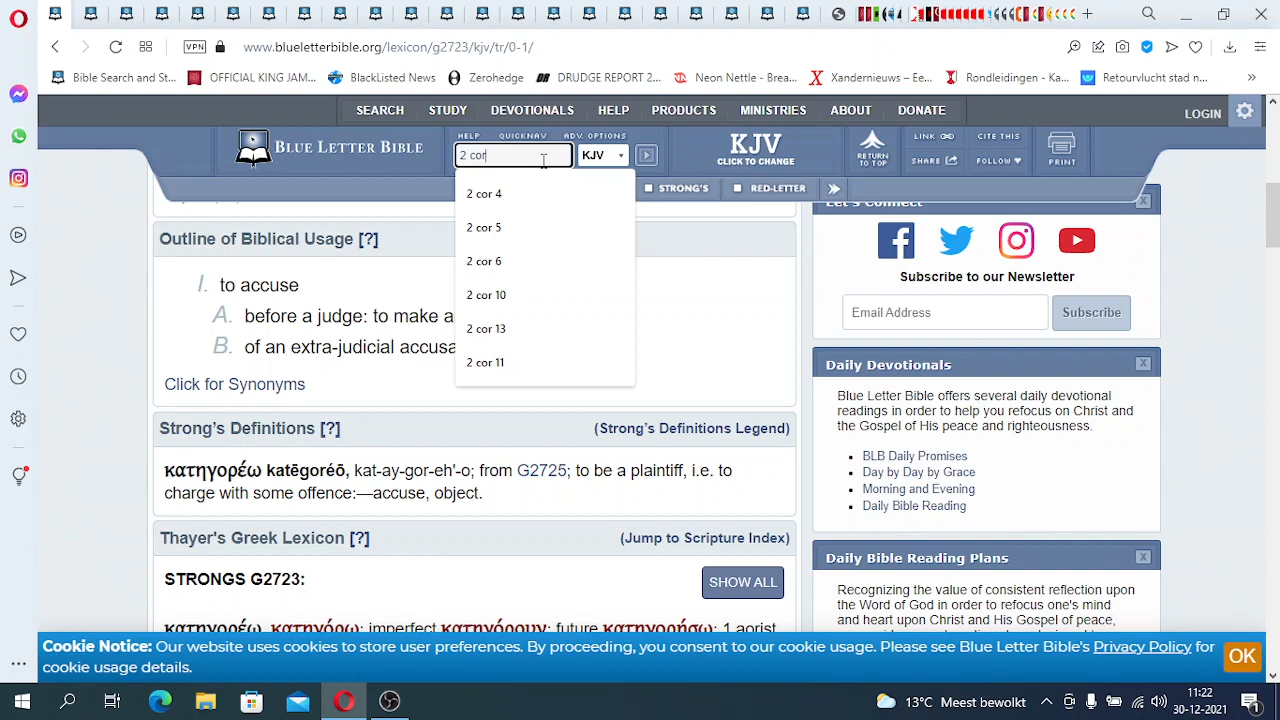 VPN
www.blueletterbible.org/lexicon/g2723/kjv/tr/0-1/
Bible Search and St...
OFFICIAL KING JAM...
BlackListed News
Zerohedge
DRUDGE REPORT 2...
Neon Nettle - Brea...
Xandernieuws – Ee...
Rondleidingen - Ka...
Retourvlucht stad n...
»
SEARCH
STUDY
DEVOTIONALS
HELP
PRODUCTS
MINISTRIES
ABOUT
DONATE
LOGIN
BLUE LETTER BIBLE
HELP
QUICKNAV
ADV. OPTIONS
2 cor
KJV
KJV
CLICK TO CHANGE
RETURN
TO TOP
LINK
CITE THIS
SHARE
FOLLOW
PRINT
STRONG'S
RED-LETTER
2 cor 4
2 cor 5
2 cor 6
2 cor 10
2 cor 13
2 cor 11
Outline of Biblical Usage [?]
I. to accuse
A. before a judge: to make a
B. of an extra-judicial accusa
Click for Synonyms
Strong's Definitions [?]
(Strong's Definitions Legend)
κατηγορέω katēgoréō, kat-ay-gor-eh'-o; from G2725; to be a plaintiff, i.e. to
charge with some offence:—accuse, object.
Thayer's Greek Lexicon [?]
(Jump to Scripture Index)
STRONGS G2723:
SHOW ALL
κατηγορέω, κατηγόρω; imperfect κατηγόρουν; future κατηγορήσω; 1 aorist
Let's Connect
X
Subscribe to our Newsletter
Email Address
Subscribe
Daily Devotionals
X
Blue Letter Bible offers several daily devotional
readings in order to help you refocus on Christ and
the Gospel of His peace and righteousness.
BLB Daily Promises
Day by Day by Grace
Morning and Evening
Daily Bible Reading
Daily Bible Reading Plans
X
Recognizing the value of consistent reflection upon
the Word of God in order to refocus one's mind
and heart upon Christ and His Gospel of peace,
Cookie Notice: Our website uses cookies to store user preferences. By proceeding, you consent to our cookie usage. Please see Blue Letter Bible's Privacy Policy for
cookie usage details.
OK
13°C Meest bewolkt
11:22
30-12-2021
1